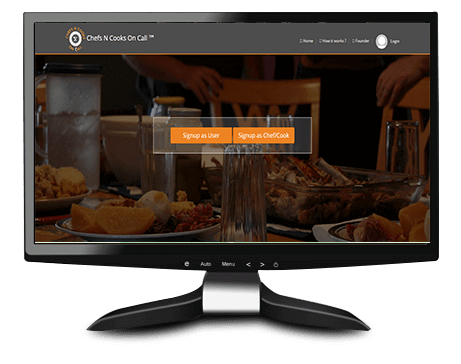 Chefs N Cooks On Call ™
Home How it works ? Founder Login
Signup as User Signup as Chef/Cook
e Auto Menu < >